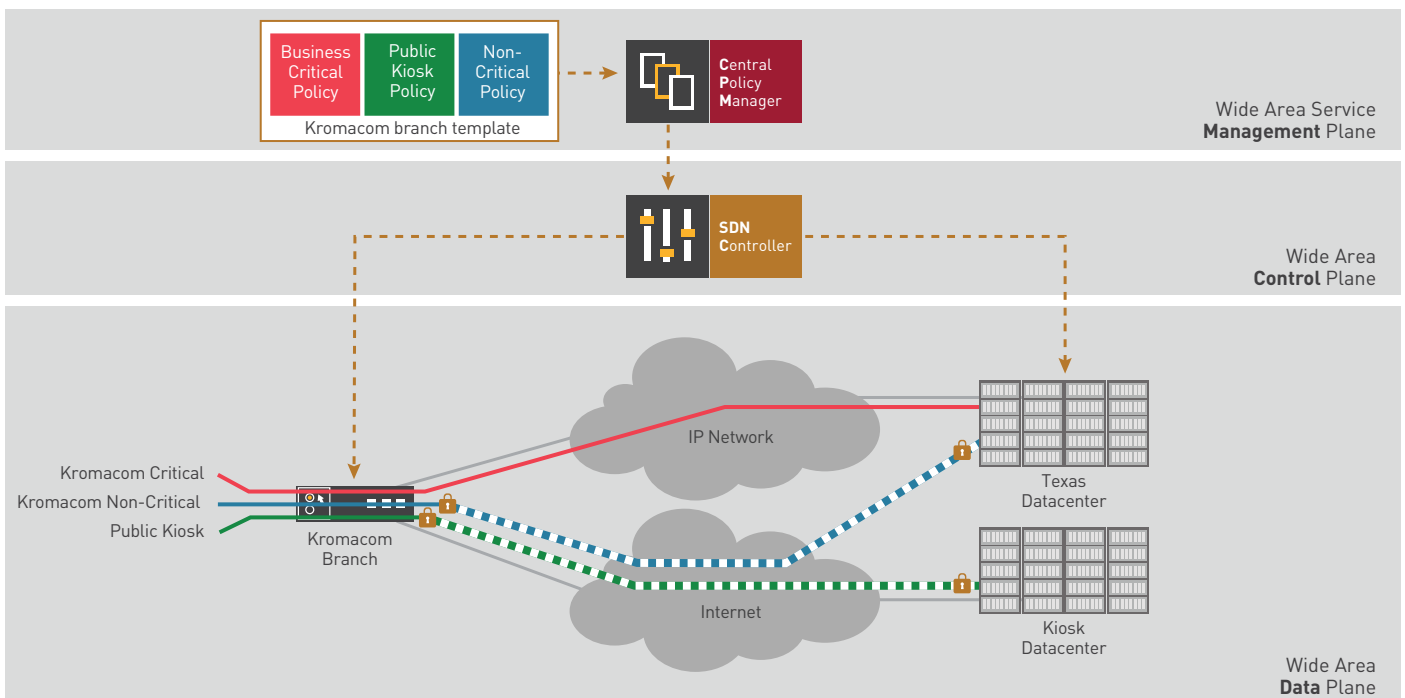 Business
Critical
Policy
Public
Kiosk
Policy
Non-
Critical
Policy
Kromacom branch template
Central
Policy
Manager
Wide Area Service
Management Plane
SDN
Controller
Wide Area
Control Plane
IP Network
Kromacom Critical
Kromacom Non-Critical
Public Kiosk
Kromacom
Branch
Texas
Datacenter
Internet
Kiosk
Datacenter
Wide Area
Data Plane